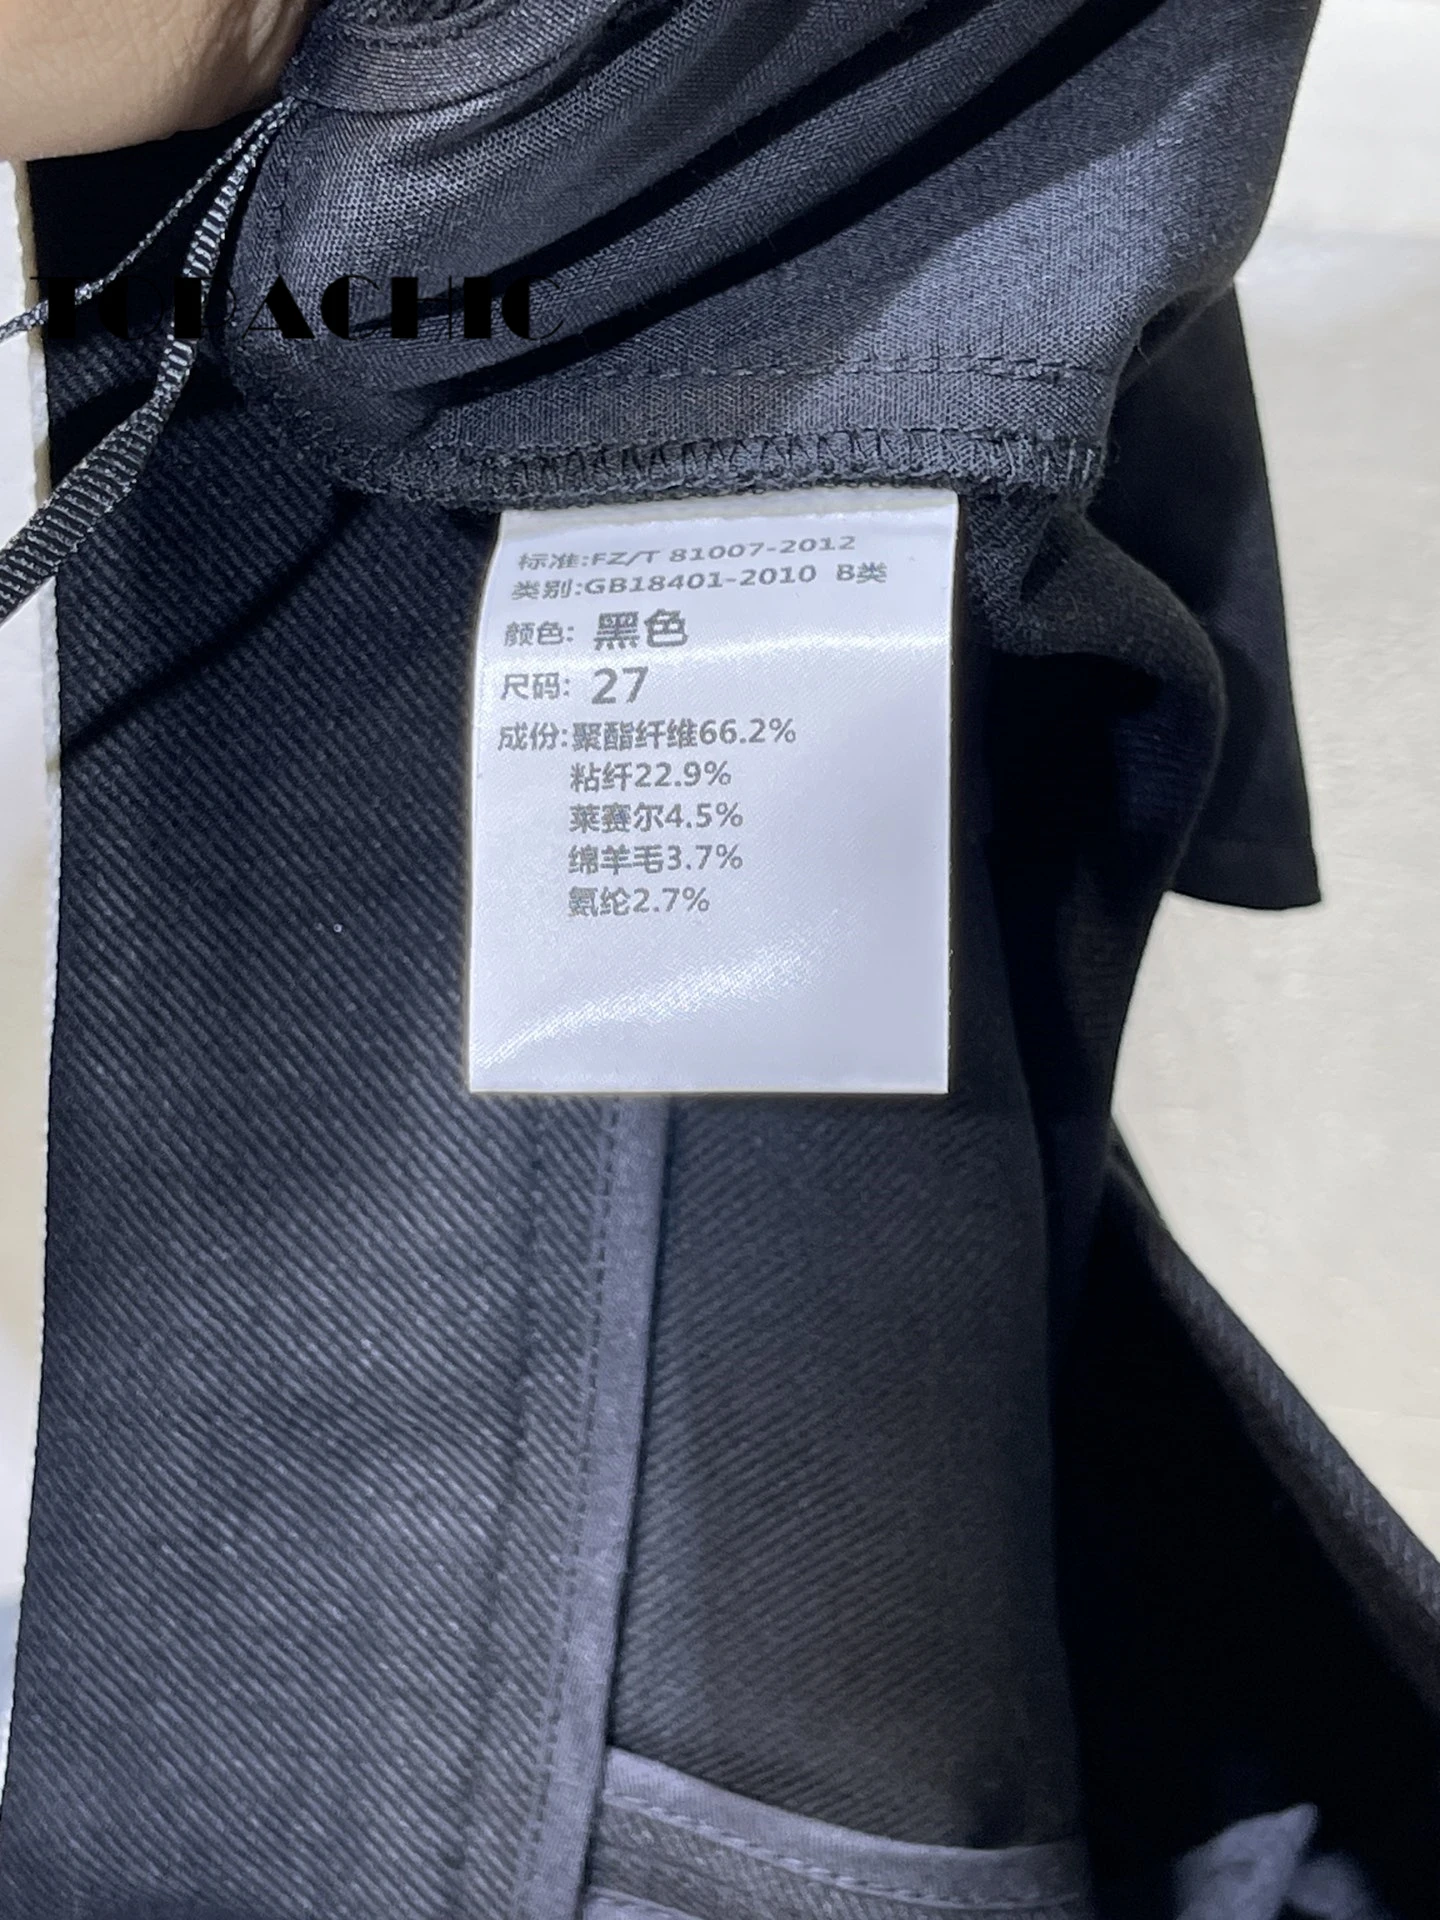 TOPACHIC
标准:FZ/T 81007-2012
类别:GB18401-2010 B类
颜色: 黑色
尺码: 27
成份:聚酯纤维66.2%
粘纤22.9%
莱赛尔4.5%
绵羊毛3.7%
氨纶2.7%